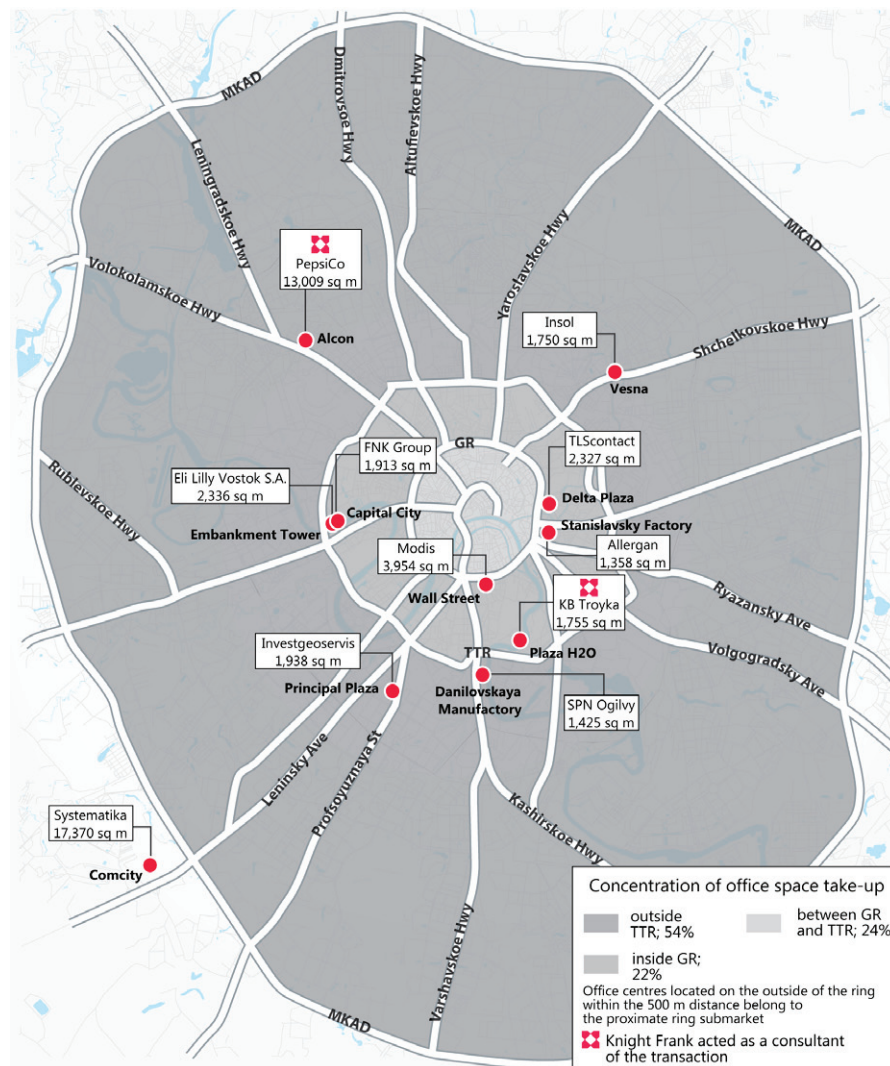 MKAD
Dmitrovsoe Hwy
Altufievskoe Hwy
Leningradskoe Hwy
MKAD
Yaroslavskoe Hwy
PepsiCo
13,009 sq m
Volokolamskoe Hwy
Alcon
Insol
1,750 sq m
Shchelkovskoe Hwy
Vesna
GR
FNK Group
1,913 sq m
TLScontact
2,327 sq m
Eli Lilly Vostok S.A.
2,336 sq m
Rublevskoe Hwy
Delta Plaza
Capital City
Embankment Tower
Stanislavsky Factory
Modis
3,954 sq m
Allergan
1,358 sq m
Wall Street
KB Troyka
1,755 sq m
Ryazansky Ave
Volgogradsky Ave
Investgeoservis
1,938 sq m
TTR
Plaza H2O
Principal Plaza
Danilovskaya
Manufactory
SPN Ogilvy
1,425 sq m
Leninsky Ave
Profsoyuznaya St
Kashirskoe Hwy
Systematika
17,370 sq m
Comcity
Varshavskoe Hwy
MKAD
Concentration of office space take-up
outside
TTR; 54%
between GR
and TTR; 24%
inside GR;
22%
Office centres located on the outside of the ring
within the 500 m distance belong to
the proximate ring submarket
Knight Frank acted as a consultant
of the transaction